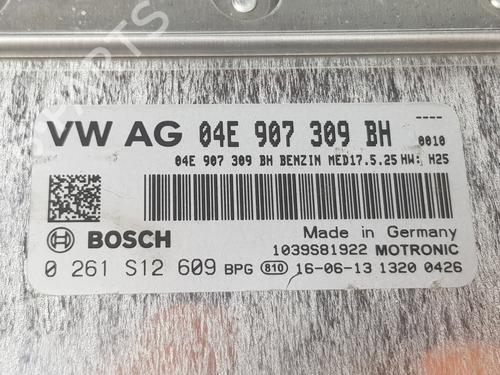 ----
VW AG 04E 907 309 BH 0010
04E 907 309 BH BENZIN MED17.5.25 HW: H25
BOSCH
Made in Germany
1039S81922 MOTRONIC
0 261 S12 609 BPG 810 16-06-13 1320 0426